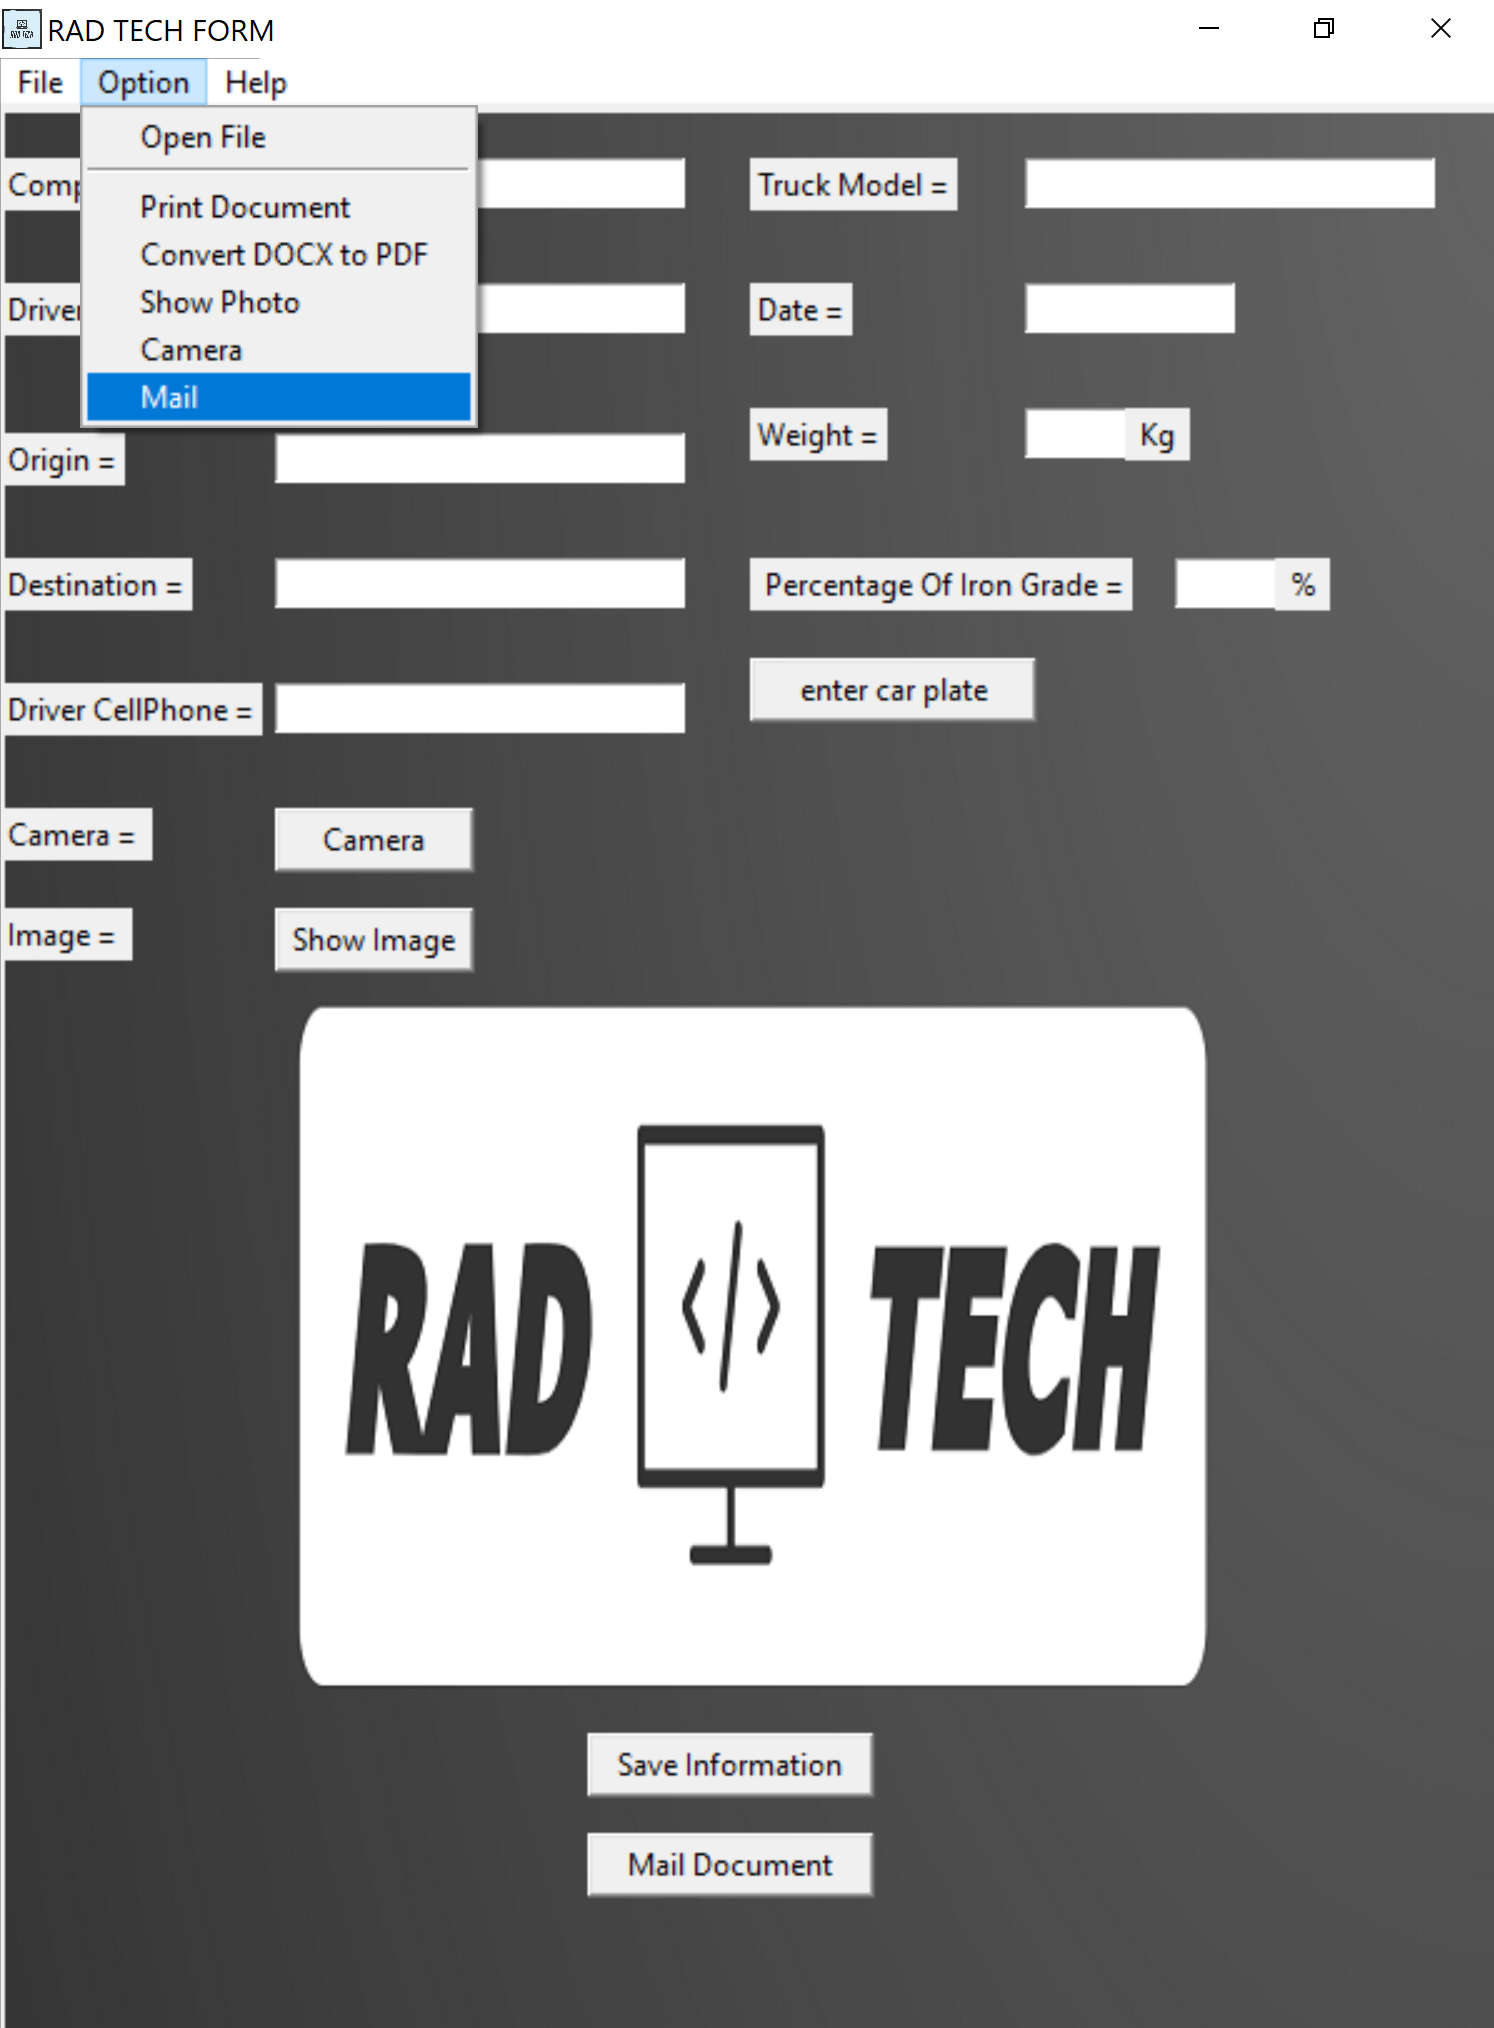 RAD TECH FORM
File Option Help
Open File
Print Document
Convert DOCX to PDF
Show Photo
Camera
Mail
Truck Model =
Date =
Weight = Kg
Origin =
Destination =
Percentage Of Iron Grade = %
enter car plate
Driver CellPhone =
Camera = Camera
Image = Show Image
RAD </> TECH
Save Information
Mail Document